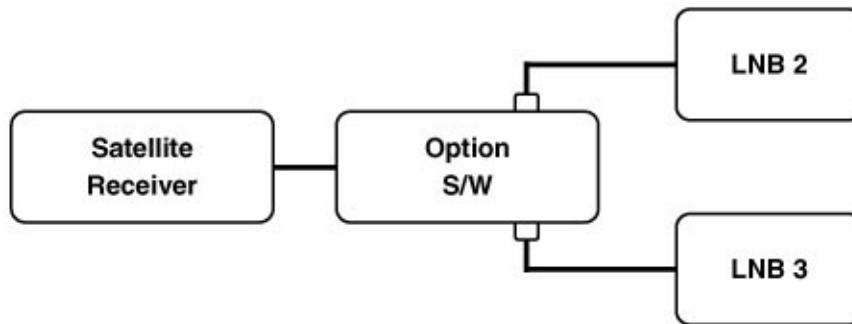 Satellite
Receiver
Option
S/W
LNB 2
LNB 3